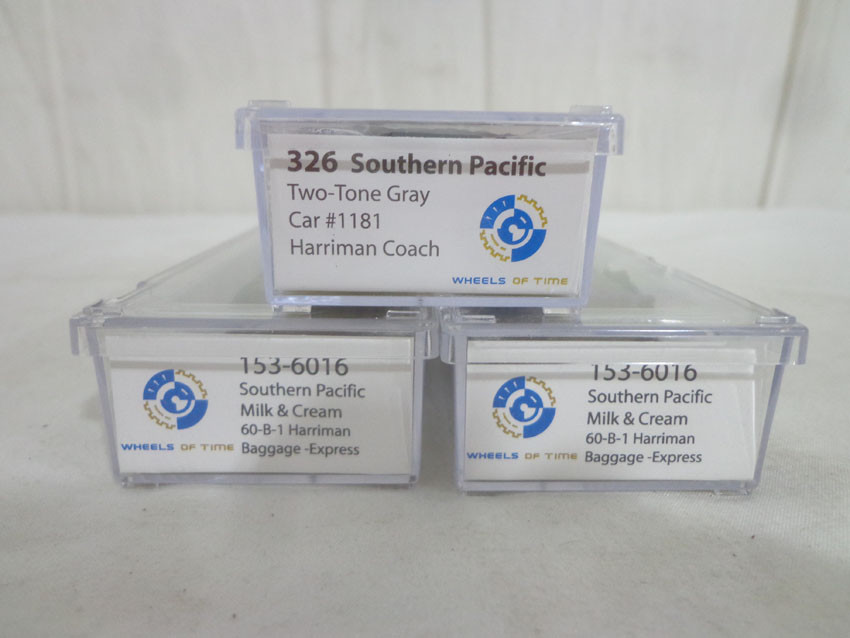 326 Southern Pacific
Two-Tone Gray
Car #1181
Harriman Coach
WHEELS OF TIME
153-6016
Southern Pacific
Milk & Cream
60-B-1 Harriman
Baggage -Express
WHEELS OF TIME
153-6016
Southern Pacific
Milk & Cream
60-B-1 Harriman
Baggage -Express
WHEELS OF TIME